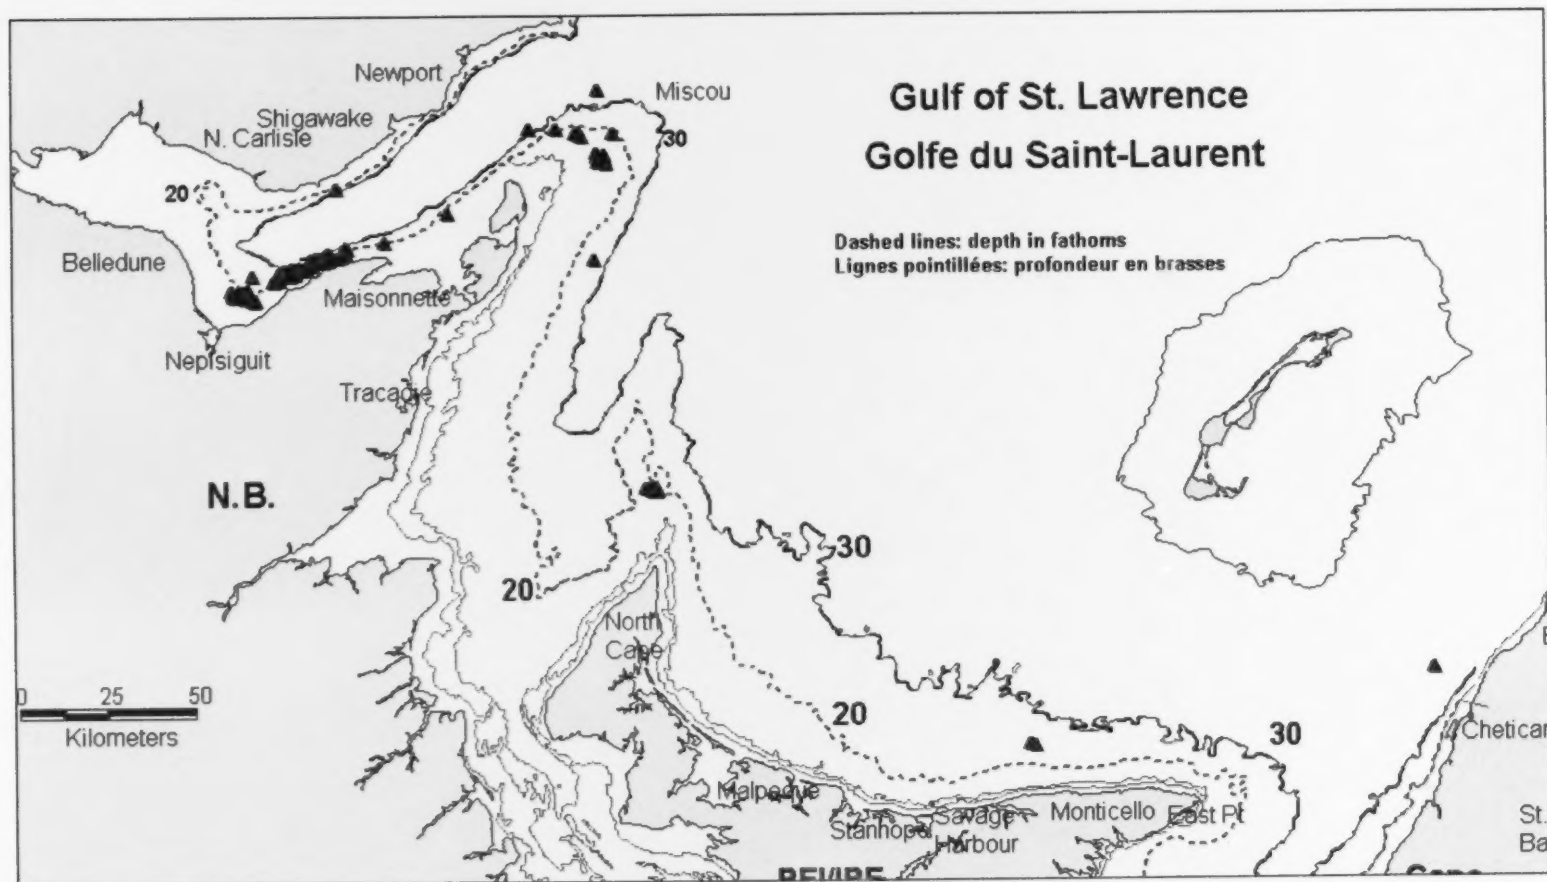 Newport
Miscou
Gulf of St. Lawrence
Shigawake
30
N. Carlisle
Golfe du Saint-Laurent
20
Dashed lines: depth in fathoms
Belledune
Lignes pointillées: profondeur en brasses
Maisonnette
Nepisiguit
Tracadie
N.B.
30
20
North
Cape
0 25 50
20
Kilometers
30
Malpeque
Monticello
East Pt
Stanhope
Savage
Harbour
St.